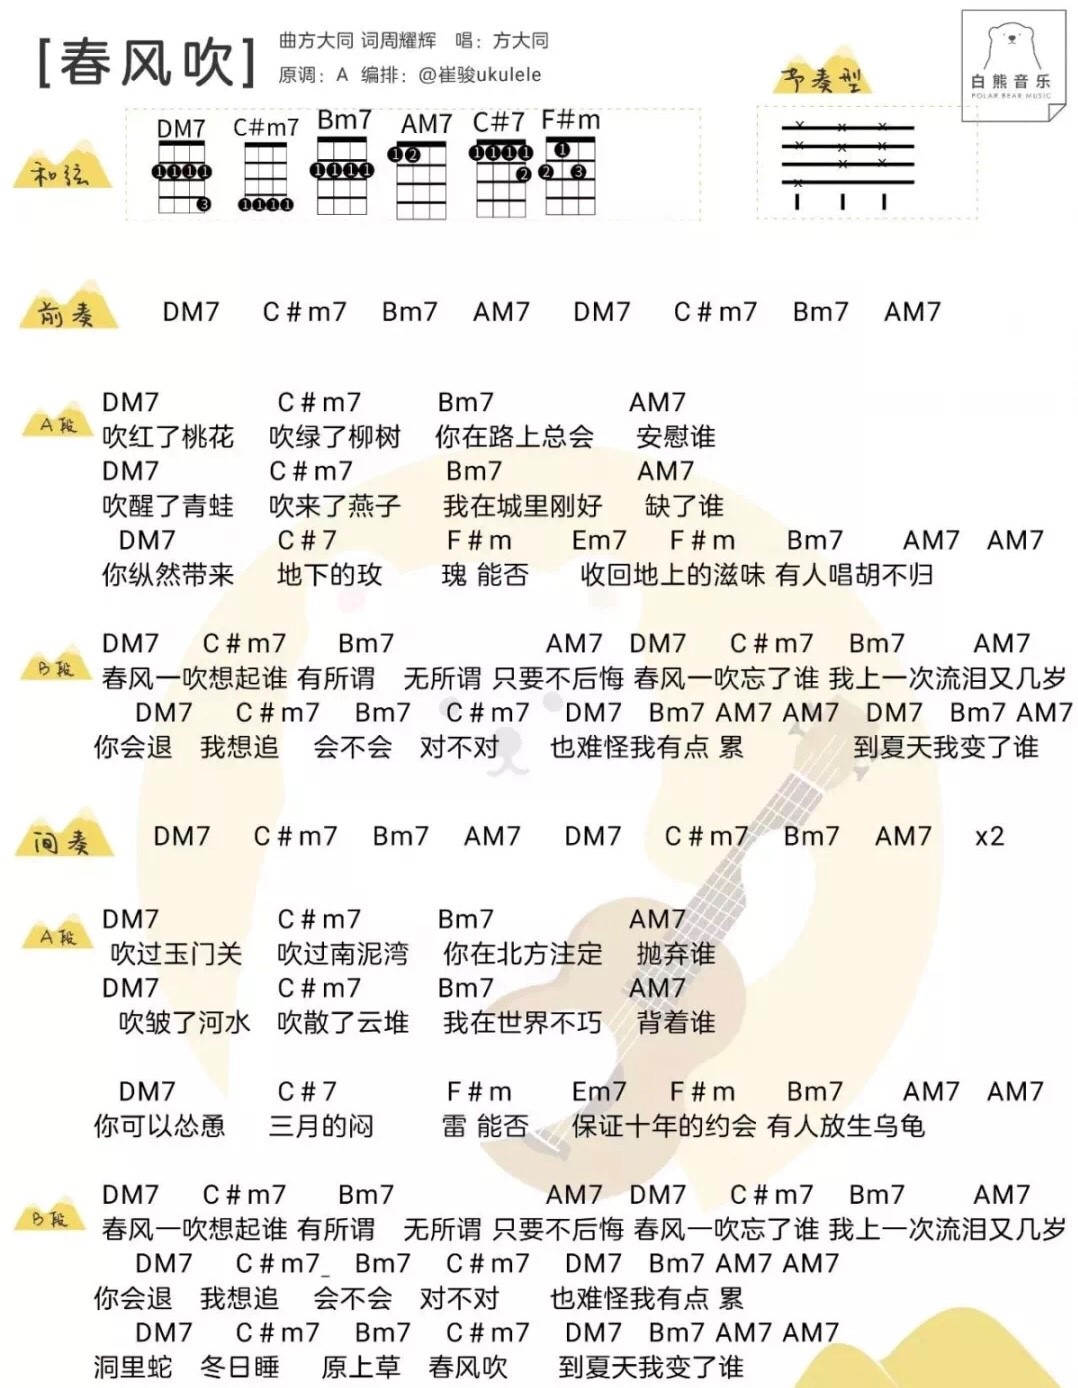 [春风吹]
曲方大同 词周耀辉 唱：方大同
原调：A 编排：@崔骏ukulele
白熊音乐
POLAR BEAR MUSIC
节奏型
和弦
DM7 C#m7 Bm7 AM7 C#7 F#m
前奏 DM7 C#m7 Bm7 AM7 DM7 C#m7 Bm7 AM7
A段
DM7 C#m7 Bm7 AM7
吹红了桃花 吹绿了柳树 你在路上总会 安慰谁
DM7 C#m7 Bm7 AM7
吹醒了青蛙 吹来了燕子 我在城里刚好 缺了谁
DM7 C#7 F#m Em7 F#m Bm7 AM7 AM7
你纵然带来 地下的玫 瑰 能否 收回地上的滋味 有人唱胡不归
B段
DM7 C#m7 Bm7 AM7 DM7 C#m7 Bm7 AM7
春风一吹想起谁 有所谓 无所谓 只要不后悔 春风一吹忘了谁 我上一次流泪又几岁
DM7 C#m7 Bm7 C#m7 DM7 Bm7 AM7 AM7 DM7 Bm7 AM7
你会退 我想追 会不会 对不对 也难怪我有点 累 到夏天我变了谁
间奏 DM7 C#m7 Bm7 AM7 DM7 C#m7 Bm7 AM7 x2
A段
DM7 C#m7 Bm7 AM7
吹过玉门关 吹过南泥湾 你在北方注定 抛弃谁
DM7 C#m7 Bm7 AM7
吹皱了河水 吹散了云堆 我在世界不巧 背着谁
DM7 C#7 F#m Em7 F#m Bm7 AM7 AM7
你可以怂恿 三月的闷 雷 能否 保证十年的约会 有人放生乌龟
B段
DM7 C#m7 Bm7 AM7 DM7 C#m7 Bm7 AM7
春风一吹想起谁 有所谓 无所谓 只要不后悔 春风一吹忘了谁 我上一次流泪又几岁
DM7 C#m7_ Bm7 C#m7 DM7 Bm7 AM7 AM7
你会退 我想追 会不会 对不对 也难怪我有点 累
DM7 C#m7 Bm7 C#m7 DM7 Bm7 AM7 AM7
洞里蛇 冬日睡 原上草 春风吹 到夏天我变了谁